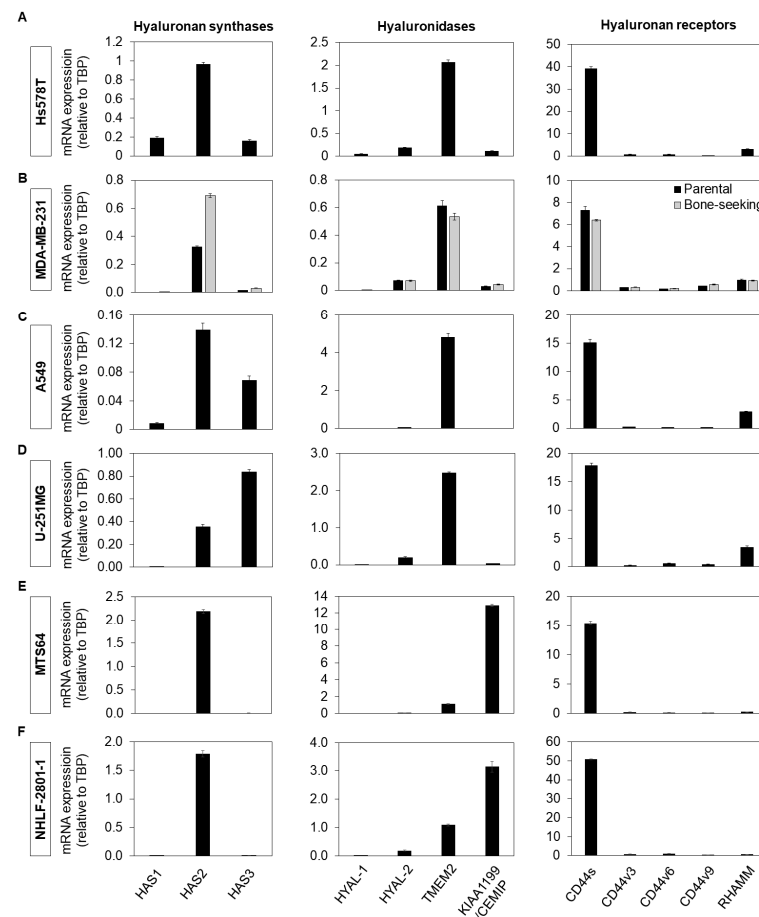 A
Hyaluronan synthases
Hyaluronidases
Hyaluronan receptors
Hs578T
mRNA expressioin
(relative to TBP)
1.2
1
0.8
0.6
0.4
0.2
0
2.5
2
1.5
1
0.5
0
50
40
30
20
10
0
B
MDA-MB-231
mRNA expressioin
(relative to TBP)
0.8
0.6
0.4
0.2
0.0
0.8
0.6
0.4
0.2
0
10
8
6
4
2
0
Parental
Bone-seeking
C
A549
mRNA expressioin
(relative to TBP)
0.16
0.12
0.08
0.04
0
6
4
2
0
20
15
10
5
0
D
U-251MG
mRNA expressioin
(relative to TBP)
1.00
0.80
0.60
0.40
0.20
0.00
3.0
2.0
1.0
0.0
20
15
10
5
0
E
MTS64
mRNA expressioin
(relative to TBP)
2.5
2.0
1.5
1.0
0.5
0.0
14
12
10
8
6
4
2
0
20
15
10
5
0
F
NHLF-2801-1
mRNA expressioin
(relative to TBP)
2.0
1.5
1.0
0.5
0.0
4.0
3.0
2.0
1.0
0.0
60
50
40
30
20
10
0
HAS1
HAS2
HAS3
HYAL-1
HYAL-2
TMEM2
KIAA1199
/CEMIP
CD44s
CD44v3
CD44v6
CD44v9
RHAMM